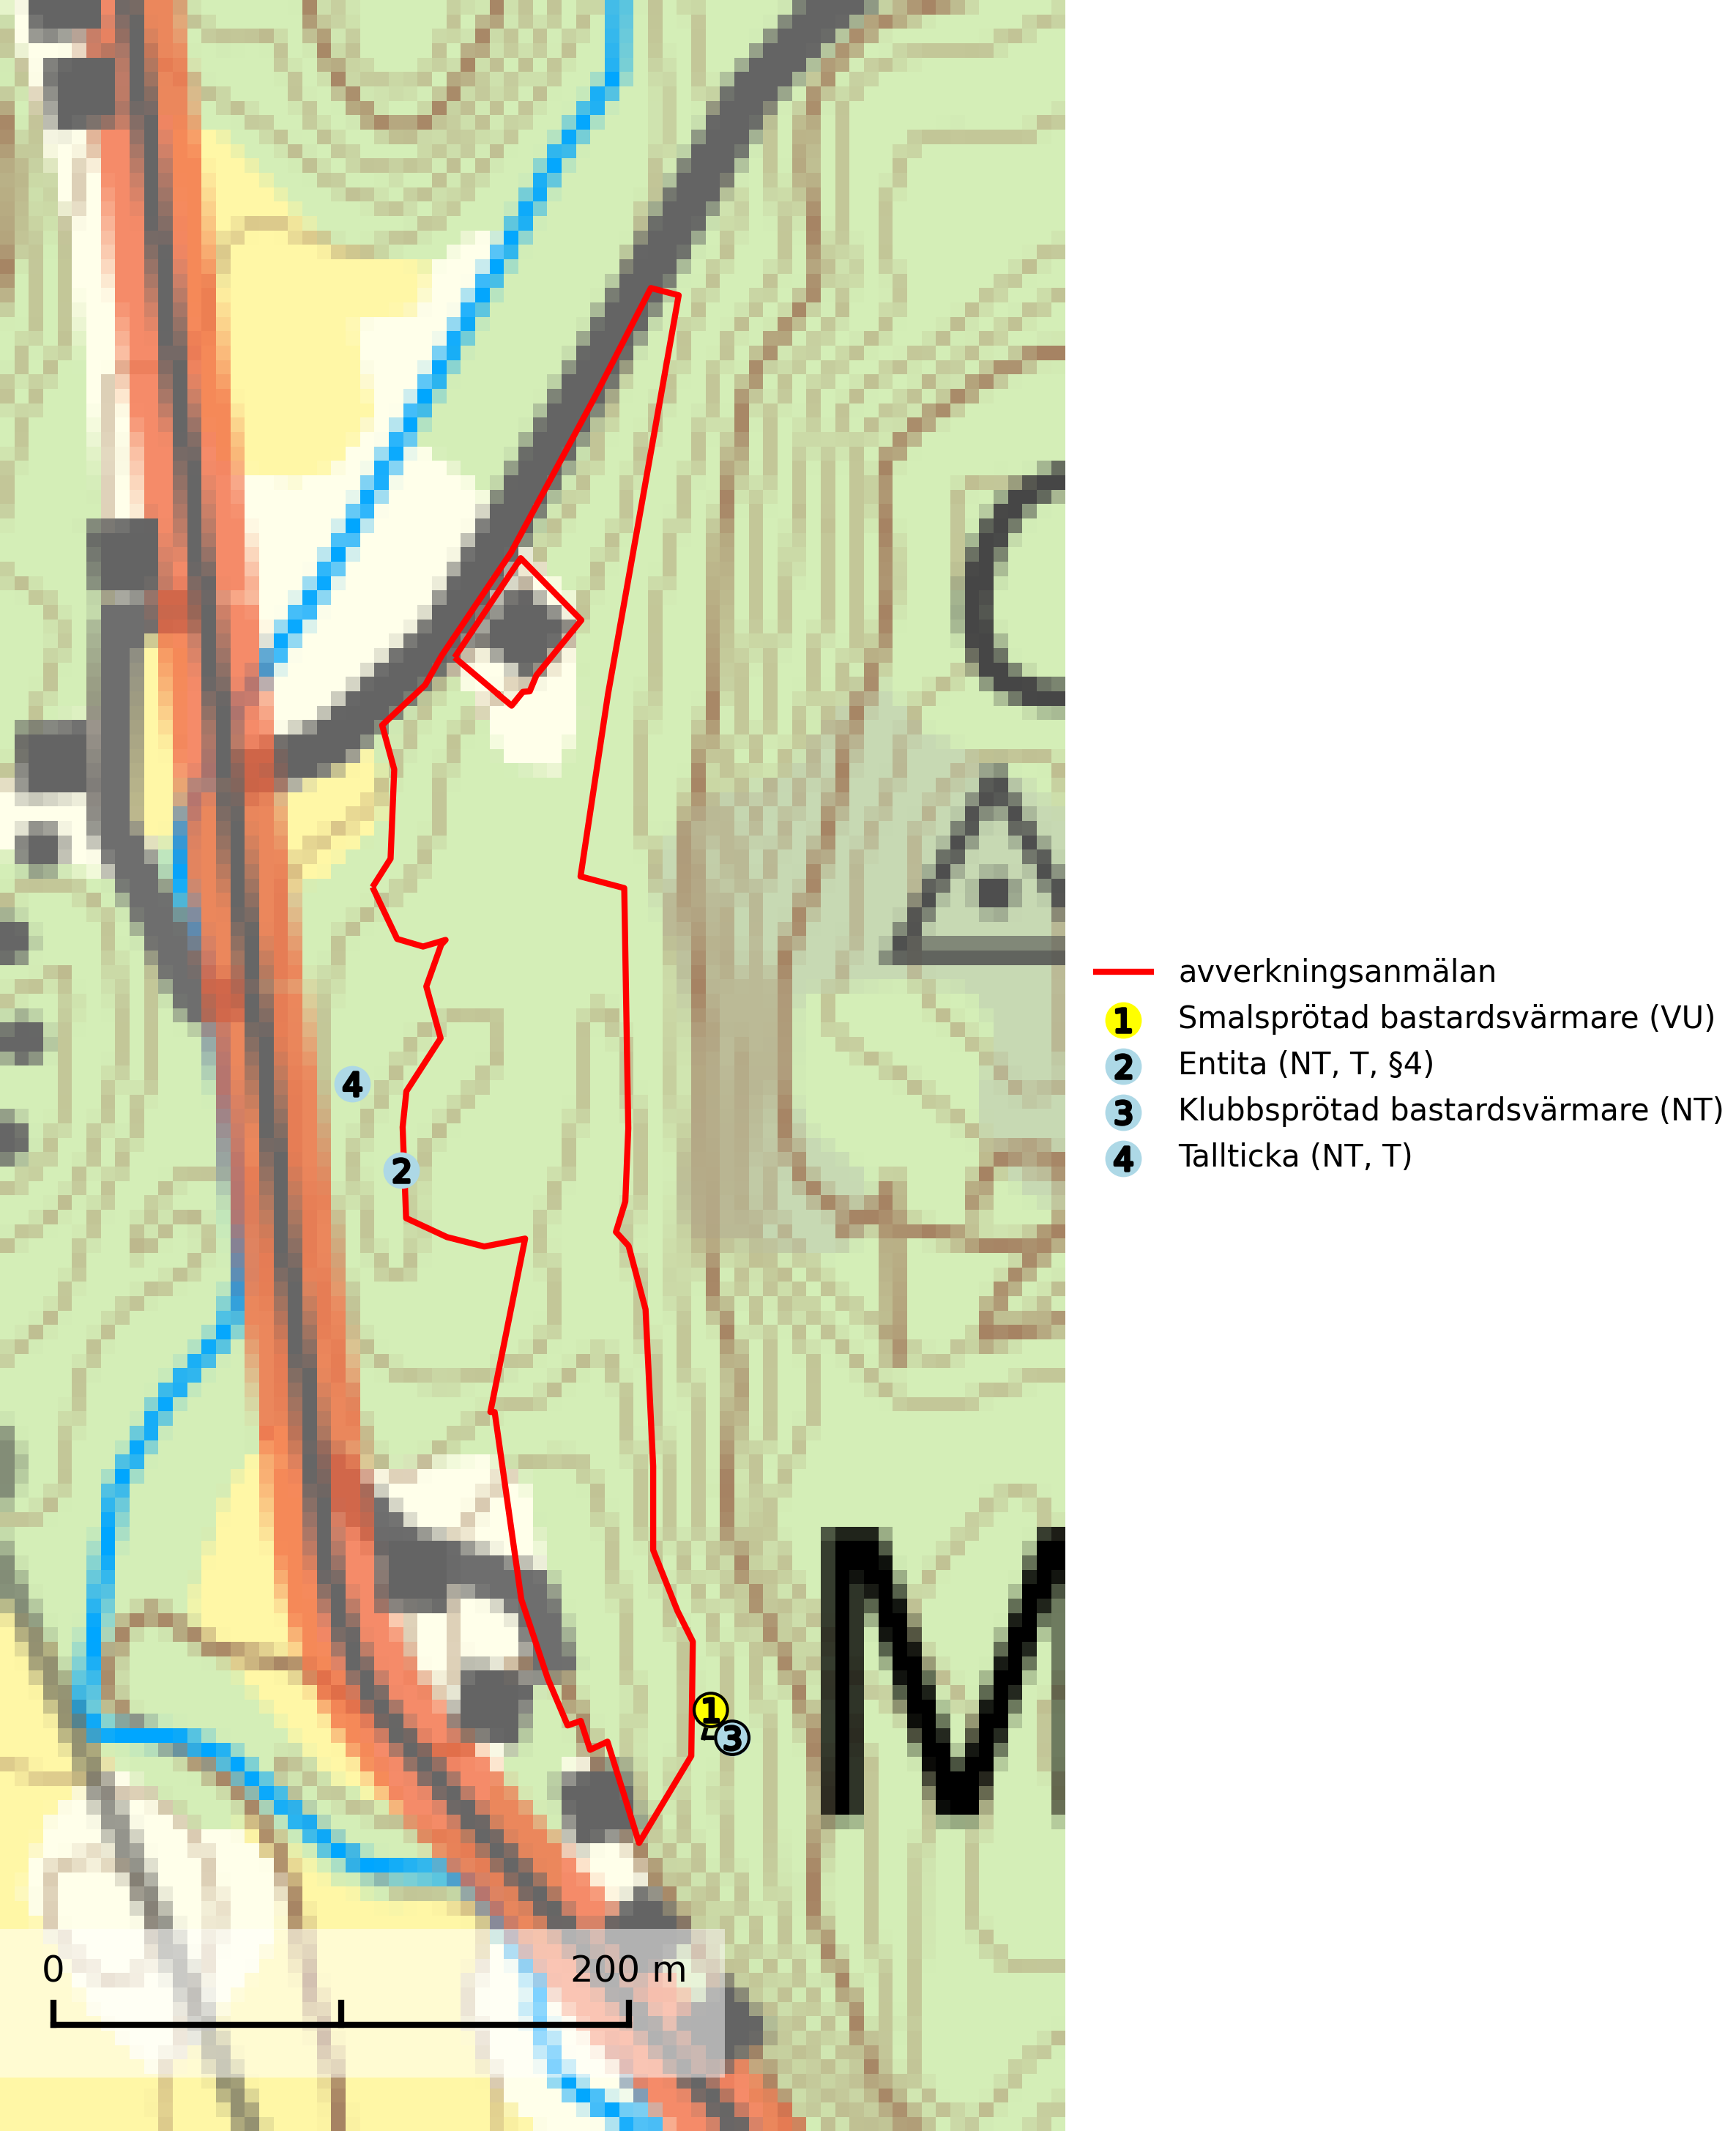 avverkningsanmälan
1 Smalsprötad bastardsvärmare (VU)
2 Entita (NT, T, §4)
3 Klubbsprötad bastardsvärmare (NT)
4 Tallticka (NT, T)
4
2
1
3
M
0 200 m